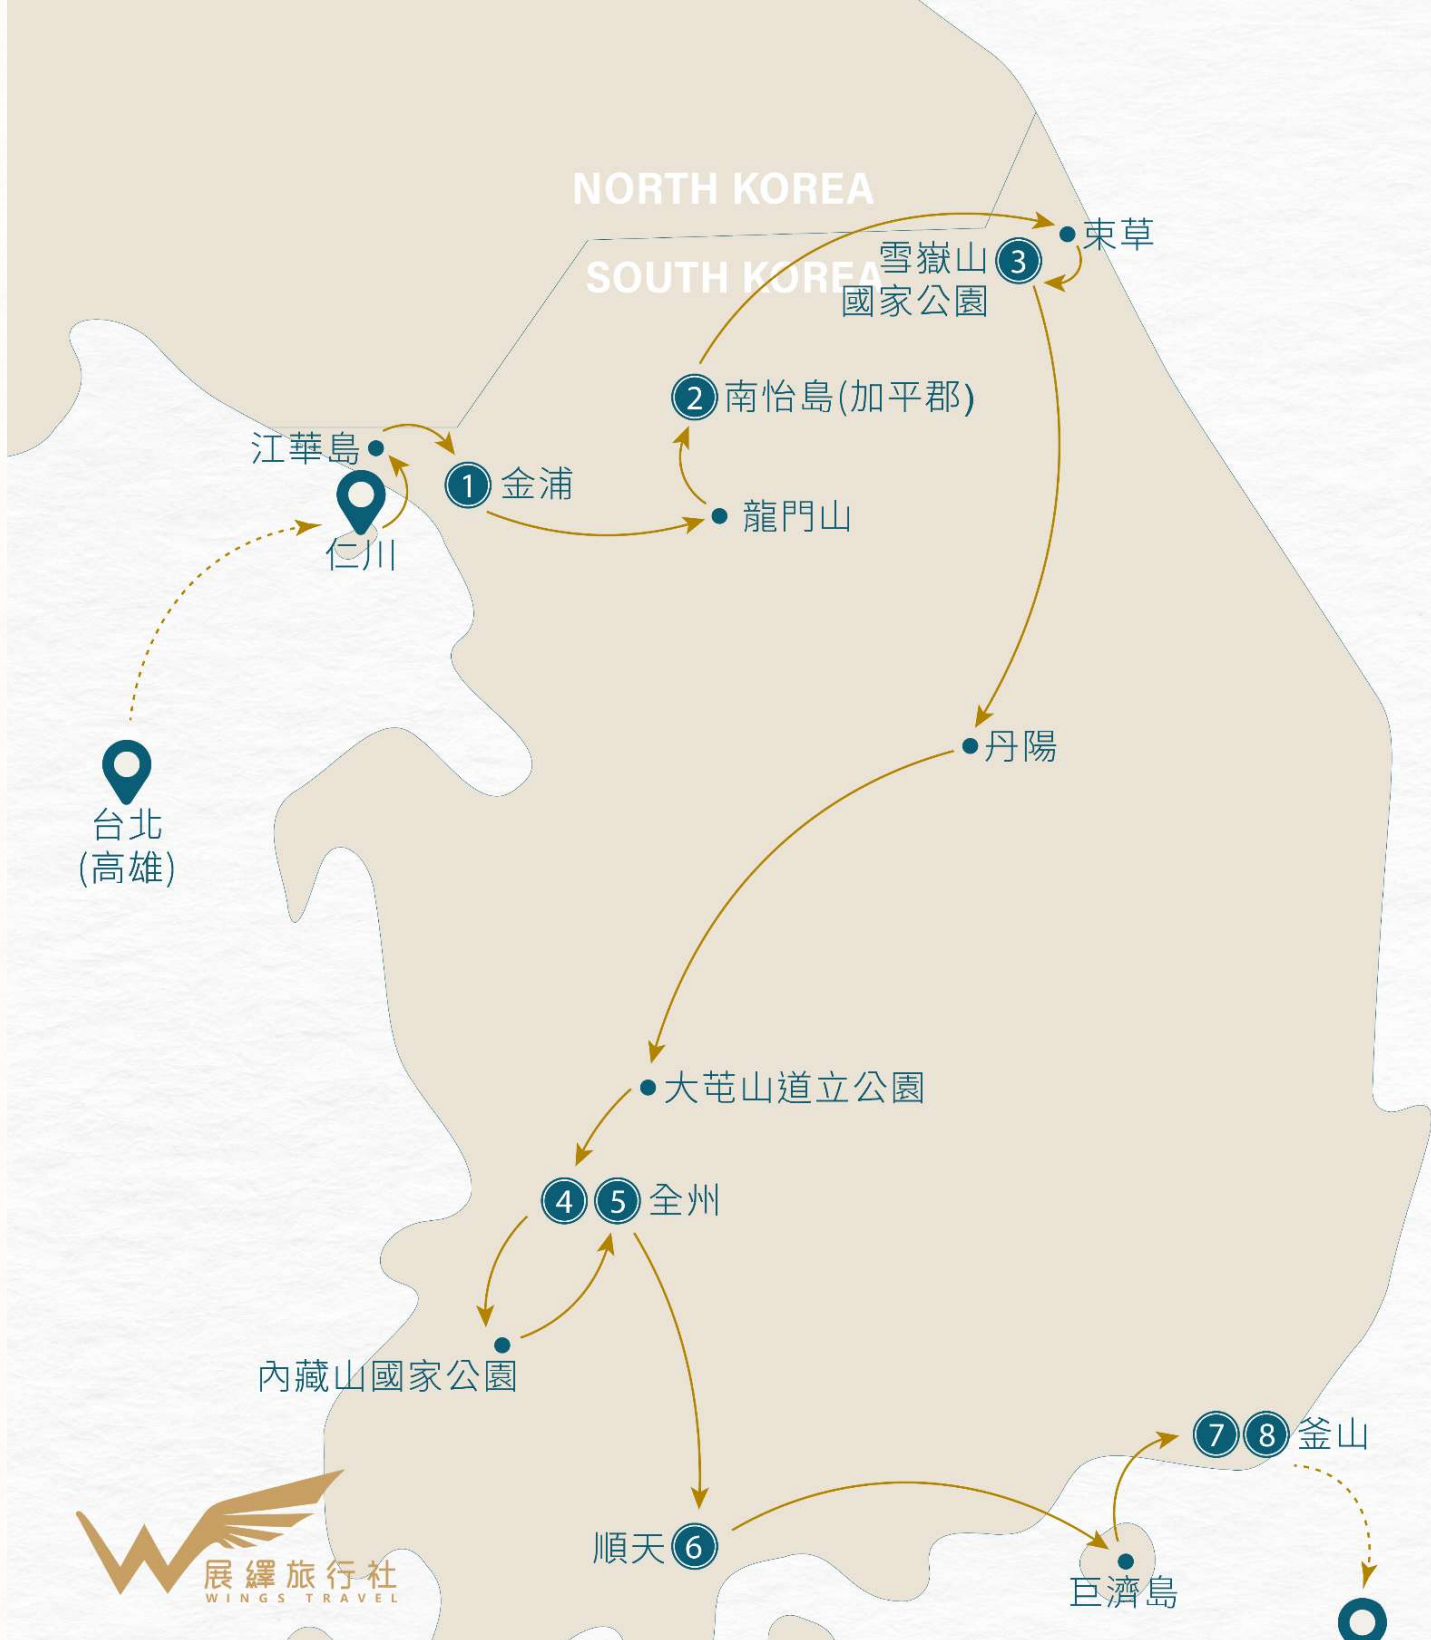 NORTH KOREA
束草
雪嶽山 3
SOUTH KOREA
國家公園
2 南怡島(加平郡)
江華島
1 金浦
龍門山
仁川
丹陽
台北
(高雄)
大芚山道立公園
4 5 全州
內藏山國家公園
7 8 釜山
順天 6
巨濟島
展繹旅行社
WINGS TRAVEL